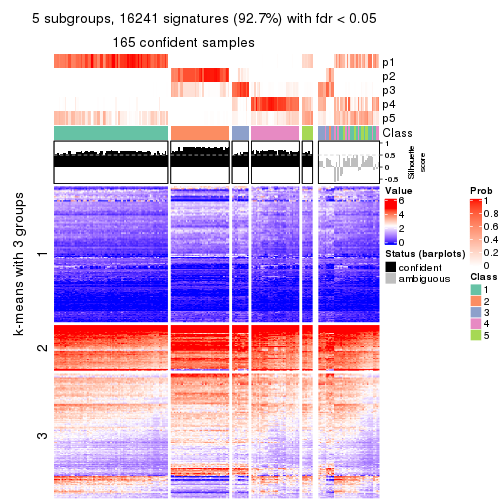 5 subgroups, 16241 signatures (92.7%) with fdr < 0.05
165 confident samples
p1
p2
p3
p4
p5
Class
1
0.5
0
-0.5
Silhouette
score
k-means with 3 groups
1
2
3
Value
6
4
2
0
Status (barplots)
confident
ambiguous
Prob
1
0.8
0.6
0.4
0.2
0
Class
1
2
3
4
5